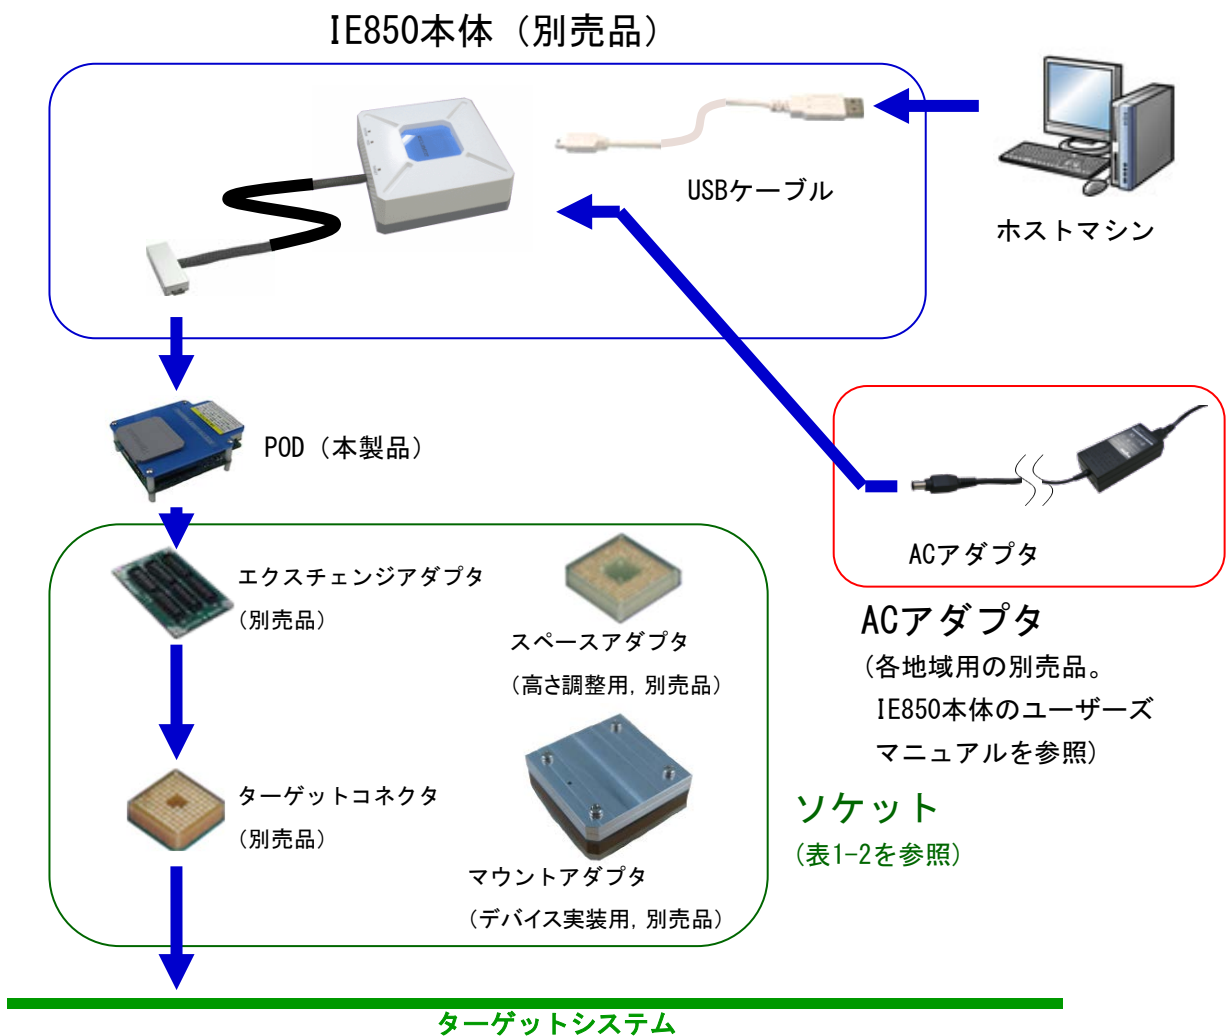 IE850本体（別売品）
USBケーブル
ホストマシン
POD（本製品）
ACアダプタ
エクスチェンジアダプタ
（別売品）
スペースアダプタ
（高さ調整用，別売品）
ACアダプタ
（各地域用の別売品。
IE850本体のユーザーズ
マニュアルを参照）
ターゲットコネクタ
（別売品）
ソケット
（表1-2を参照）
マウントアダプタ
（デバイス実装用，別売品）
ターゲットシステム